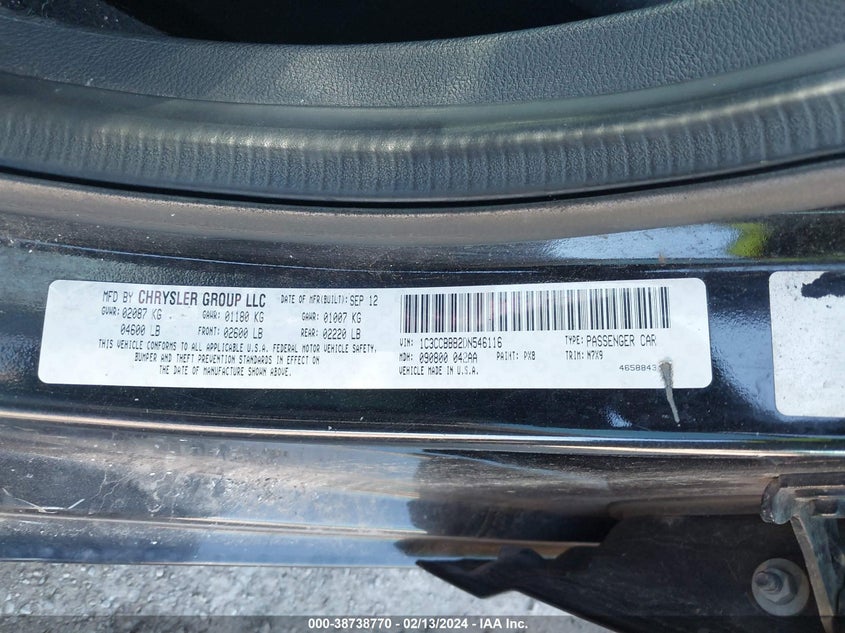 MFD BY CHRYSLER GROUP LLC DATE OF MFR(BUILT): SEP 12
GVWR: 02087 KG GAWR: 01180 KG GAWR: 01007 KG
04600 LB FRONT: 02600 LB REAR: 02220 LB
THIS VEHICLE CONFORMS TO ALL APPLICABLE U.S.A. FEDERAL MOTOR VEHICLE SAFETY,
BUMPER AND THEFT PREVENTION STANDARDS IN EFFECT ON
THE DATE OF MANUFACTURE SHOWN ABOVE.
VIN: 1C3CCBBB2DN546116 TYPE: PASSENGER CAR
MDH: 090800 042AA PAINT: PX8 TRIM: N7X9
VEHICLE MADE IN U.S.A.
000-38738770 - 02/13/2024 - IAA Inc.